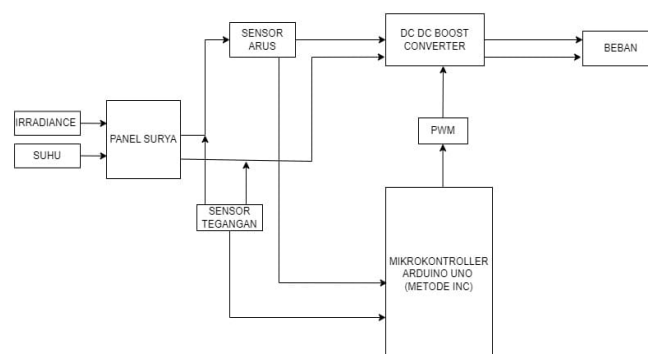 SENSOR
ARUS
DC DC BOOST
CONVERTER
BEBAN
IRRADIANCE
PANEL SURYA
SUHU
PWM
SENSOR
TEGANGAN
MIKROKONTROLLER
ARDUINO UNO
(METODE INC)